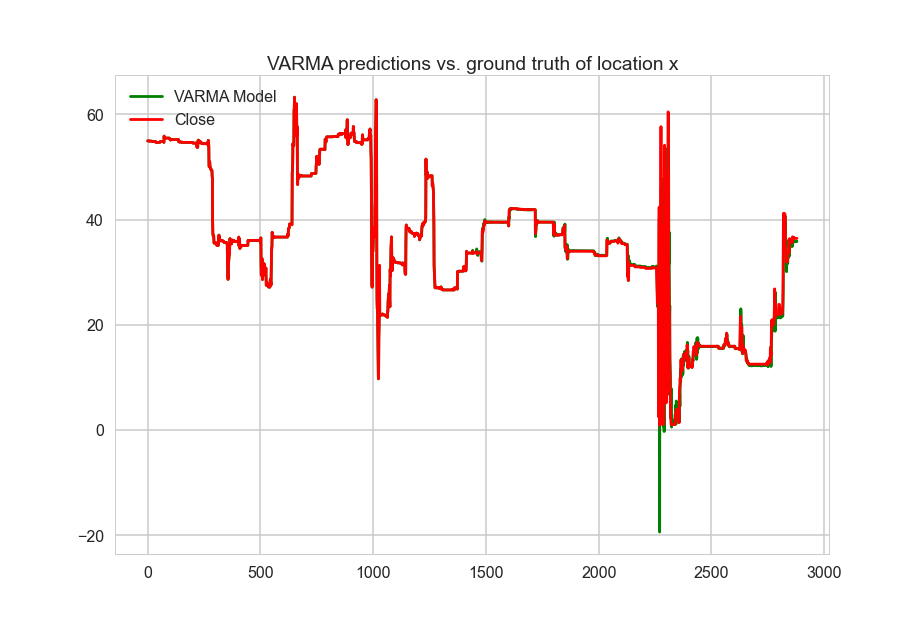 VARMA predictions vs. ground truth of location x
VARMA Model
Close
60
40
20
0
−20
0 500 1000 1500 2000 2500 3000